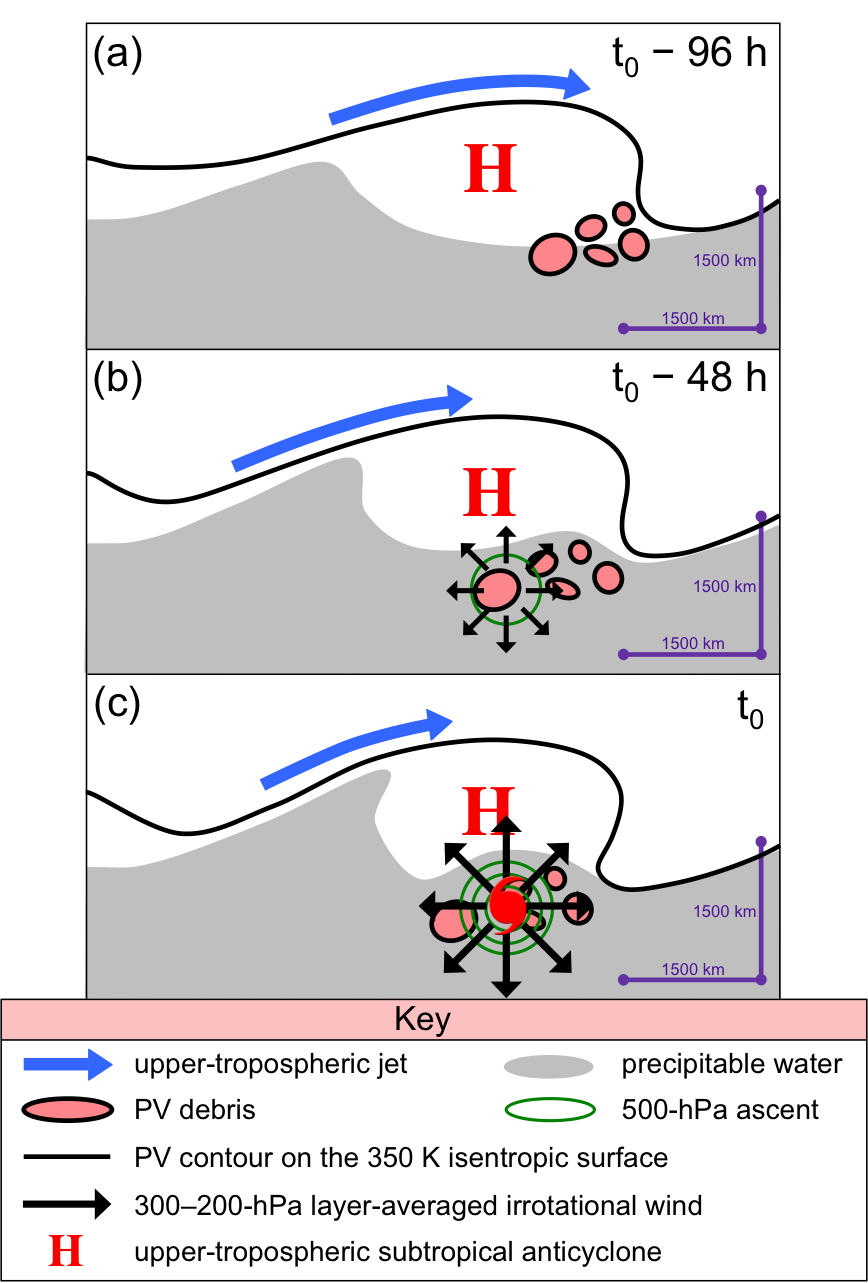 (a) t0 − 96 h
H
1500 km
1500 km
(b) t0 − 48 h
H
1500 km
1500 km
(c) t0
H
1500 km
1500 km
Key
upper-tropospheric jet precipitable water
PV debris 500-hPa ascent
PV contour on the 350 K isentropic surface
300–200-hPa layer-averaged irrotational wind
H upper-tropospheric subtropical anticyclone